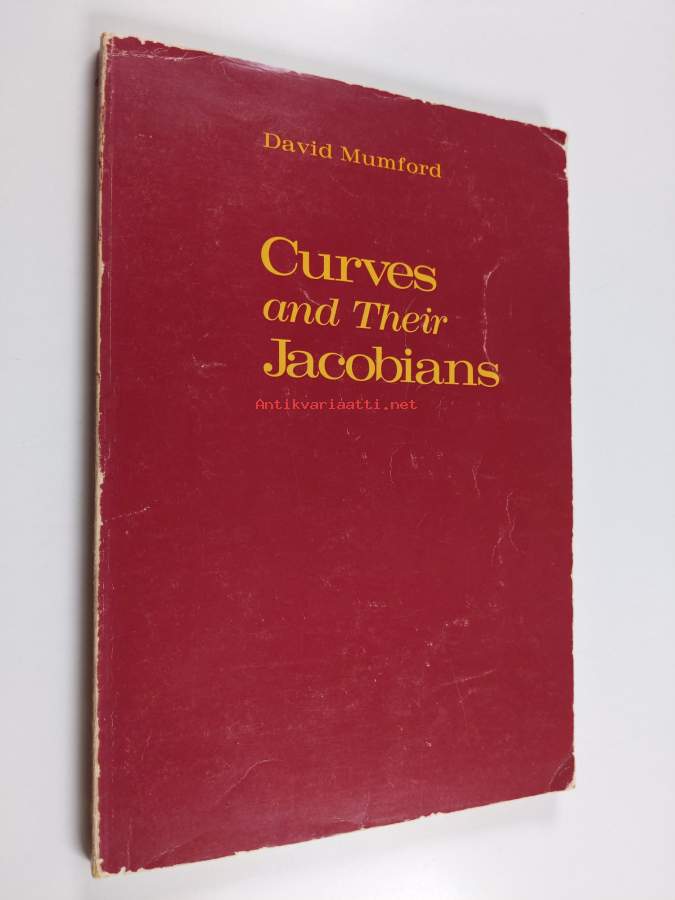 David Mumford
Curves
and Their
Jacobians
Antikvariaatti.net